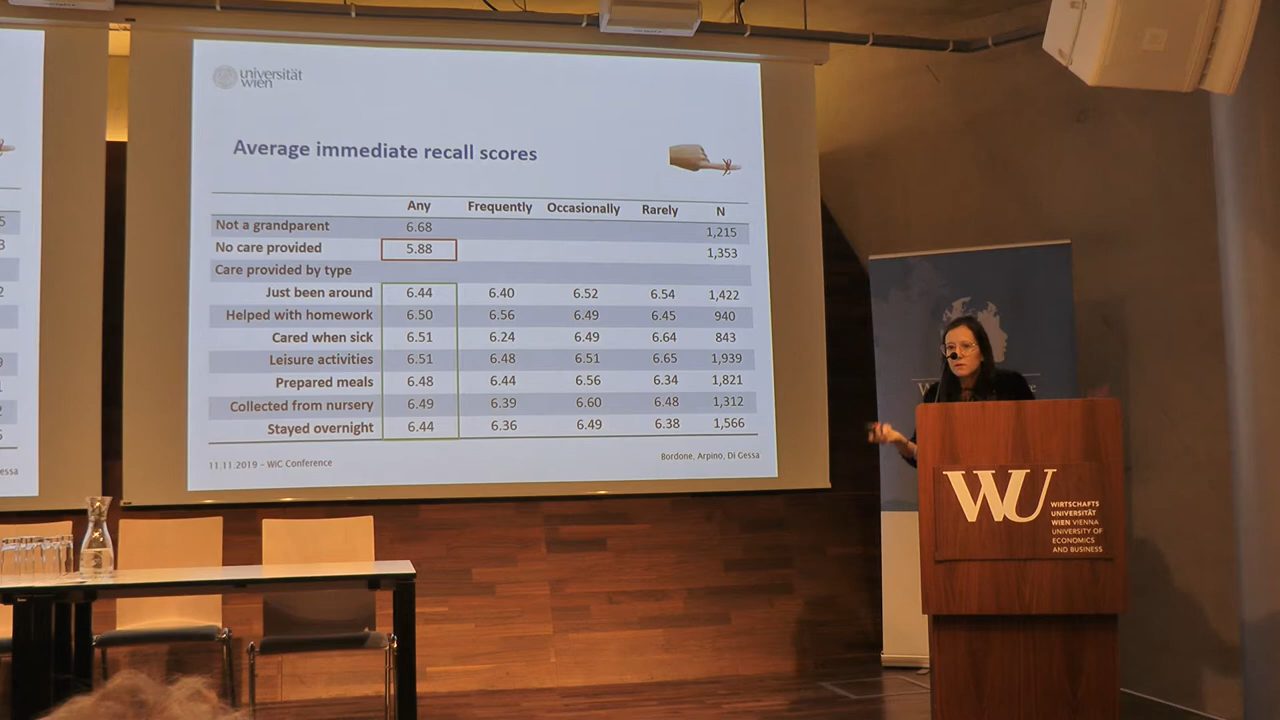 universität
wien
Average immediate recall scores
Any Frequently Occasionally Rarely N
Not a grandparent 6.68 1,215
No care provided 5.88 1,353
Care provided by type
Just been around 6.44 6.40 6.52 6.54 1,422
Helped with homework 6.50 6.56 6.49 6.45 940
Cared when sick 6.51 6.24 6.49 6.64 843
Leisure activities 6.51 6.48 6.51 6.65 1,939
Prepared meals 6.48 6.44 6.56 6.34 1,821
Collected from nursery 6.49 6.39 6.60 6.48 1,312
Stayed overnight 6.44 6.36 6.49 6.38 1,566
11.11.2019 – WiC Conference
Bordone, Arpino, Di Gessa
WU
WIRTSCHAFTS
UNIVERSITÄT
WIEN VIENNA
UNIVERSITY OF
ECONOMICS
AND BUSINESS